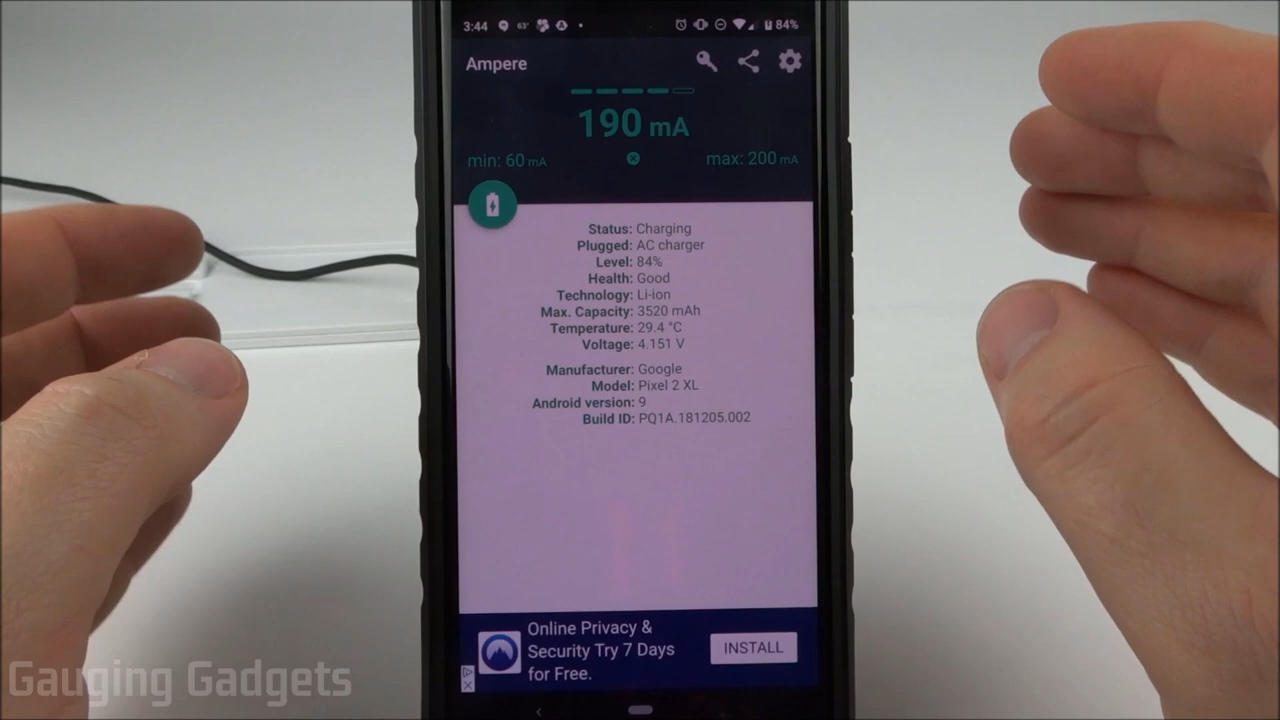 3:44 63° 84%
Ampere
190 mA
min: 60 mA max: 200 mA
Status: Charging
Plugged: AC charger
Level: 84%
Health: Good
Technology: Li-ion
Max. Capacity: 3520 mAh
Temperature: 29.4 °C
Voltage: 4.151 V
Manufacturer: Google
Model: Pixel 2 XL
Android version: 9
Build ID: PQ1A.181205.002
Online Privacy &
Security Try 7 Days
for Free.
INSTALL
Gauging Gadgets